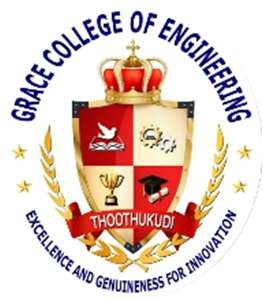 GRACE COLLEGE OF ENGINEERING
THOOTHUKUDI
EXCELLENCE AND GENUINENESS FOR INNOVATION